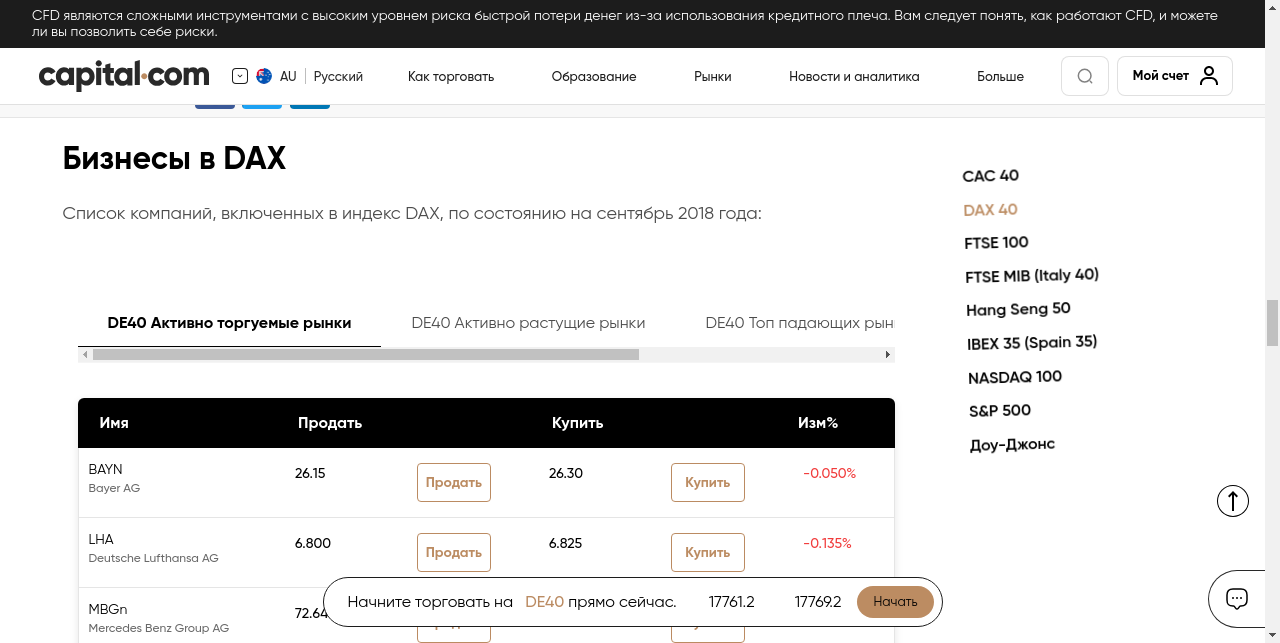 CFD являются сложными инструментами с высоким уровнем риска быстрой потери денег из-за использования кредитного плеча. Вам следует понять, как работают CFD, и можете
ли вы позволить себе риски.
capital.com AU Русский Как торговать Образование Рынки Новости и аналитика Больше Мой счет
Бизнесы в DAX
Список компаний, включенных в индекс DAX, по состоянию на сентябрь 2018 года:
CAC 40
DAX 40
FTSE 100
FTSE MIB (Italy 40)
Hang Seng 50
IBEX 35 (Spain 35)
NASDAQ 100
S&P 500
Доу-Джонс
DE40 Активно торгуемые рынки DE40 Активно растущие рынки DE40 Топ падающих
Имя Продать Купить Изм%
BAYN 26.15 Продать 26.30 Купить -0.050%
Bayer AG
LHA 6.800 Продать 6.825 Купить -0.135%
Deutsche Lufthansa AG
MBGn 72.64
Mercedes Benz Group AG
Начните торговать на DE40 прямо сейчас. 17761.2 17769.2 Начать